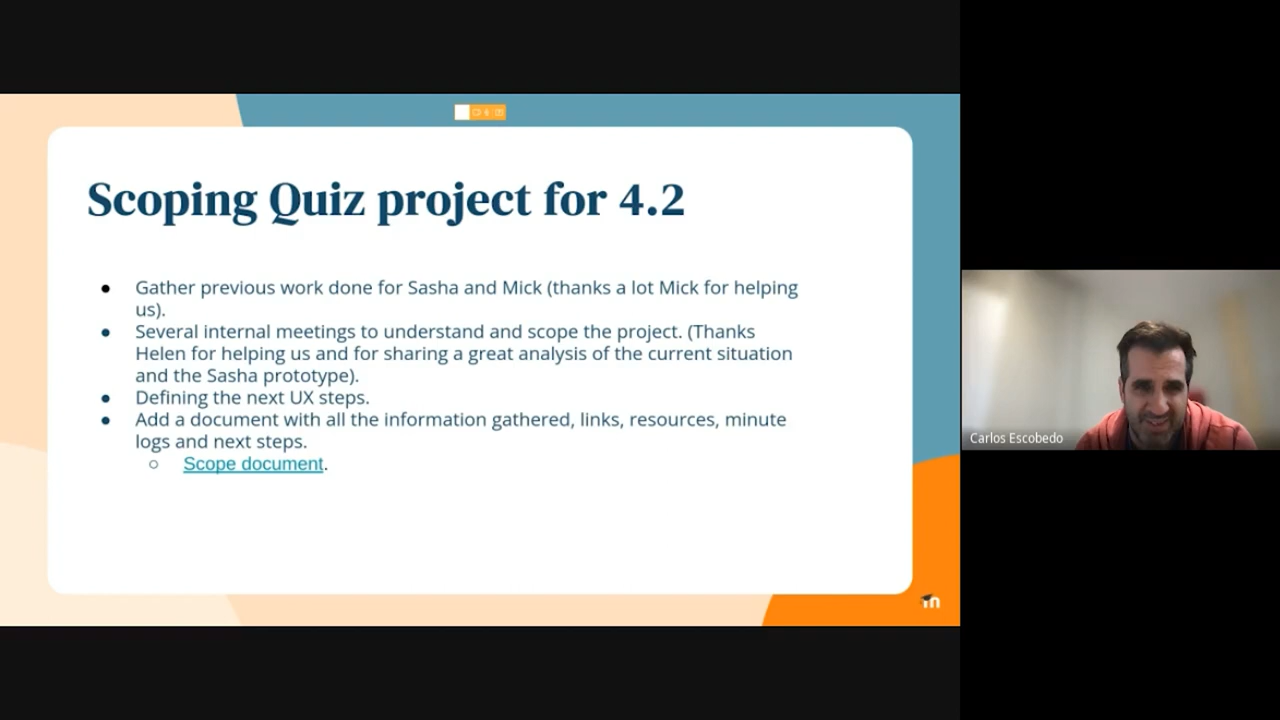 Scoping Quiz project for 4.2
● Gather previous work done for Sasha and Mick (thanks a lot Mick for helping
us).
● Several internal meetings to understand and scope the project. (Thanks
Helen for helping us and for sharing a great analysis of the current situation
and the Sasha prototype).
● Defining the next UX steps.
● Add a document with all the information gathered, links, resources, minute
logs and next steps.
○ Scope document.
Carlos Escobedo
m